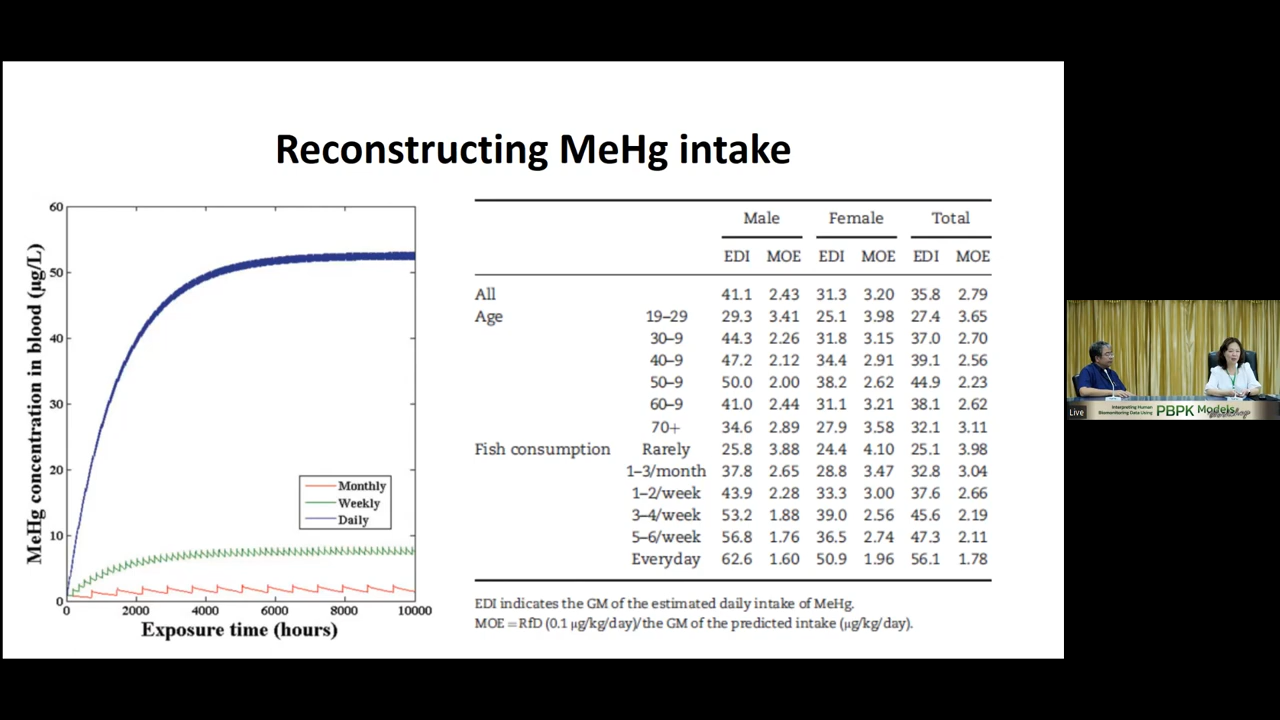 Reconstructing MeHg intake
MeHg concentration in blood (µg/L)
60
50
40
30
20
10
0
0 2000 4000 6000 8000 10000
Exposure time (hours)
Monthly
Weekly
Daily
Male Female Total
EDI MOE EDI MOE EDI MOE
All 41.1 2.43 31.3 3.20 35.8 2.79
Age 19–29 29.3 3.41 25.1 3.98 27.4 3.65
30–9 44.3 2.26 31.8 3.15 37.0 2.70
40–9 47.2 2.12 34.4 2.91 39.1 2.56
50–9 50.0 2.00 38.2 2.62 44.9 2.23
60–9 41.0 2.44 31.1 3.21 38.1 2.62
70+ 34.6 2.89 27.9 3.58 32.1 3.11
Fish consumption Rarely 25.8 3.88 24.4 4.10 25.1 3.98
1–3/month 37.8 2.65 28.8 3.47 32.8 3.04
1–2/week 43.9 2.28 33.3 3.00 37.6 2.66
3–4/week 53.2 1.88 39.0 2.56 45.6 2.19
5–6/week 56.8 1.76 36.5 2.74 47.3 2.11
Everyday 62.6 1.60 50.9 1.96 56.1 1.78
EDI indicates the GM of the estimated daily intake of MeHg.
MOE = RfD (0.1 µg/kg/day)/the GM of the predicted intake (µg/kg/day).
Live
Interpreting Human
Biomonitoring Data Using
PBPK Models